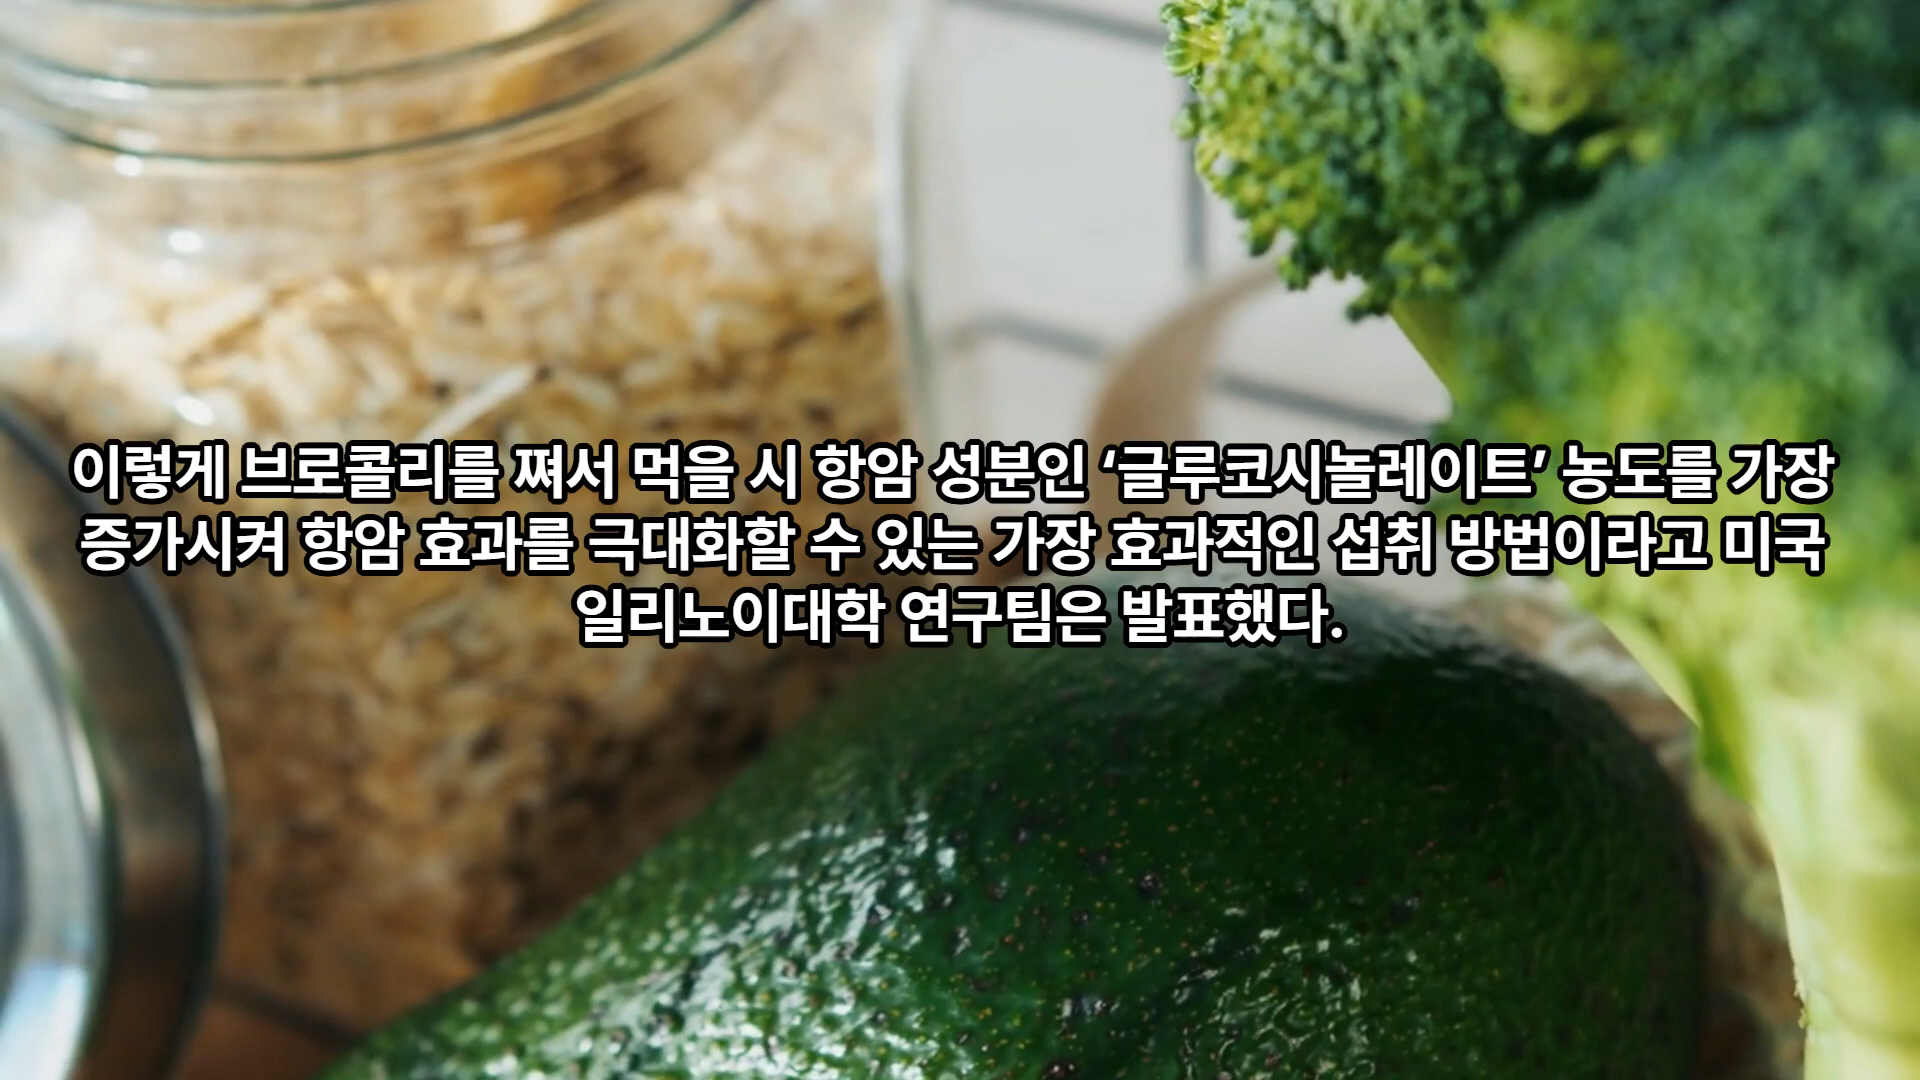 이렇게 브로콜리를 쪄서 먹을 시 항암 성분인 ‘글루코시놀레이트’ 농도를 가장
증가시켜 항암 효과를 극대화할 수 있는 가장 효과적인 섭취 방법이라고 미국
일리노이대학 연구팀은 발표했다.